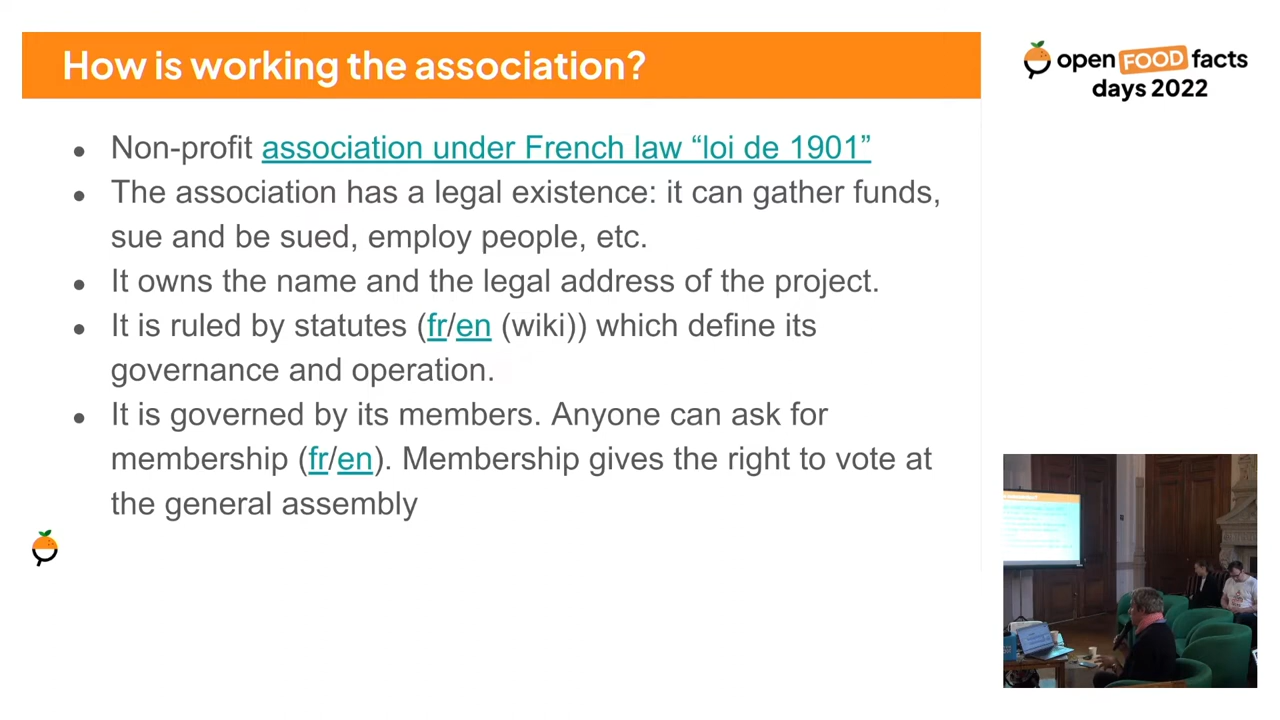 How is working the association?
open FOOD facts
days 2022
● Non-profit association under French law “loi de 1901”
● The association has a legal existence: it can gather funds,
sue and be sued, employ people, etc.
● It owns the name and the legal address of the project.
● It is ruled by statutes (fr/en (wiki)) which define its
governance and operation.
● It is governed by its members. Anyone can ask for
membership (fr/en). Membership gives the right to vote at
the general assembly